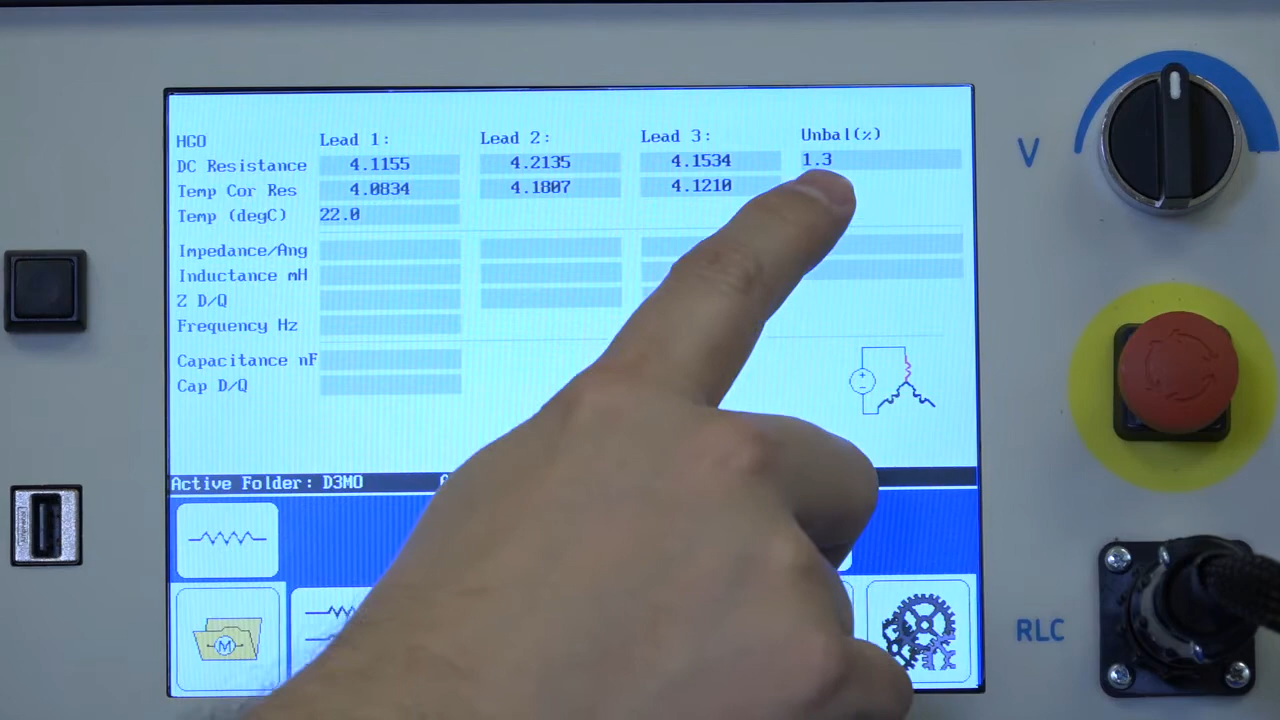 HGO Lead 1: Lead 2: Lead 3: Unbal(%)
DC Resistance 4.1155 4.2135 4.1534 1.3
Temp Cor Res 4.0834 4.1807 4.1210
Temp (degC) 22.0
Impedance/Ang
Inductance mH
Z D/Q
Frequency Hz
Capacitance nF
Cap D/Q
Active Folder: D3MO
M
V
RLC